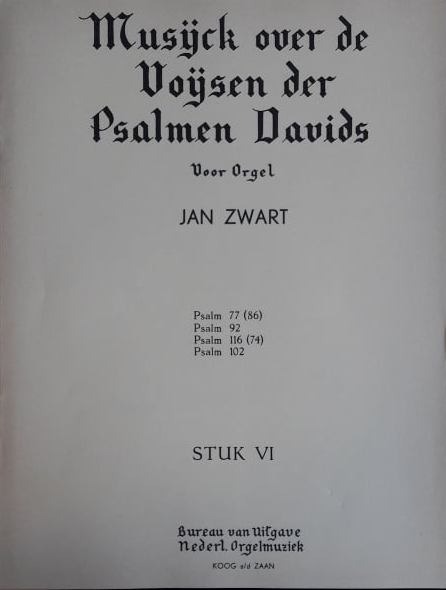 Musÿck over de
Voÿsen der
Psalmen Davids
Voor Orgel
JAN ZWART
Psalm 77 (86)
Psalm 92
Psalm 116 (74)
Psalm 102
STUK VI
Bureau van Uitgave
Nederl. Orgelmuziek
KOOG a/d ZAAN